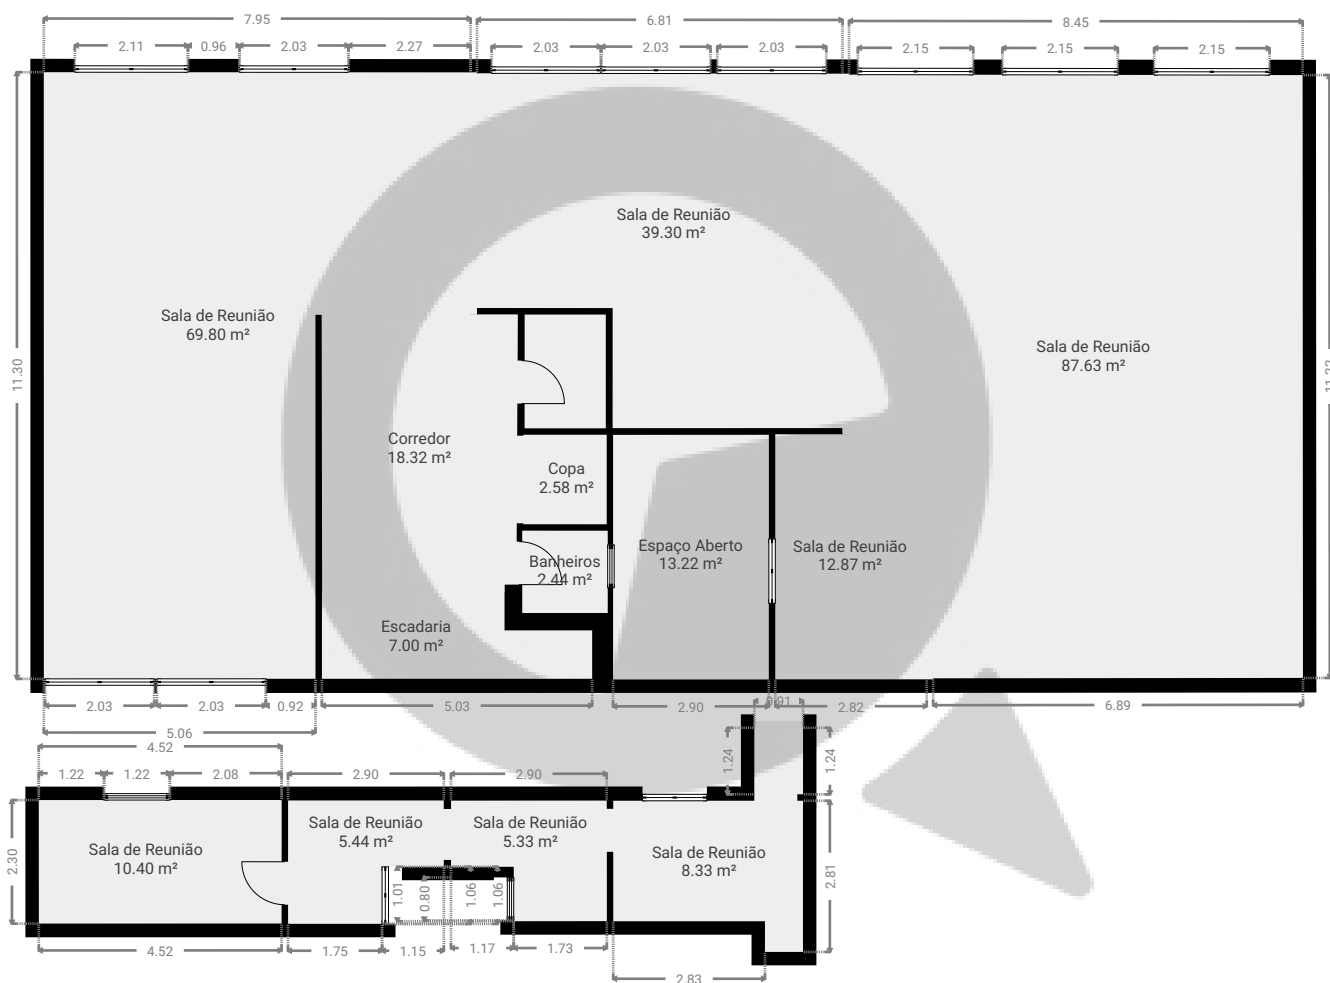 7.95
6.81
8.45
2.11
0.96
2.03
2.27
2.03
2.03
2.03
2.15
2.15
2.15
Sala de Reunião
39.30 m²
Sala de Reunião
69.80 m²
Sala de Reunião
87.63 m²
11.30
Corredor
18.32 m²
Copa
2.58 m²
Espaço Aberto
13.22 m²
Sala de Reunião
12.87 m²
Banheiros
2.44 m²
Escadaria
7.00 m²
2.03
2.03
0.92
5.03
2.90
0.91
2.82
6.89
5.06
4.52
1.24
1.24
1.22
1.22
2.08
2.90
2.90
Sala de Reunião
5.44 m²
Sala de Reunião
5.33 m²
Sala de Reunião
10.40 m²
Sala de Reunião
8.33 m²
2.30
2.81
1.01
0.80
1.06
1.06
4.52
1.75
1.15
1.17
1.73
2.83